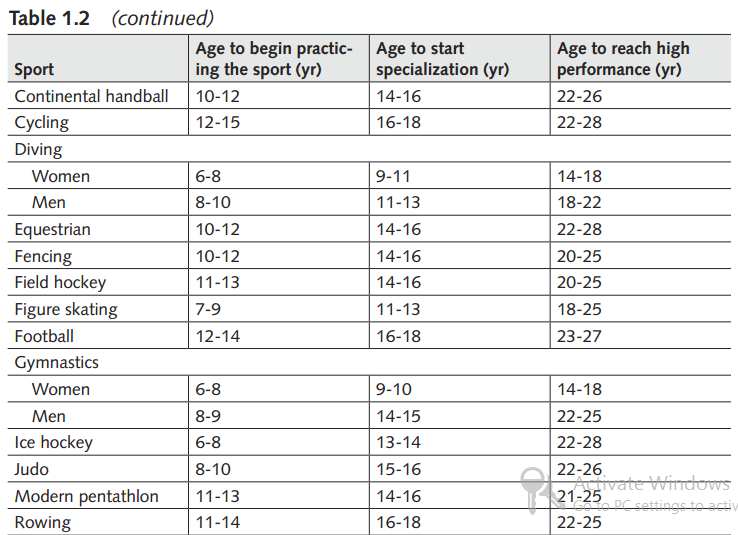 Table 1.2 (continued)
Sport Age to begin practic- Age to start Age to reach high
ing the sport (yr) specialization (yr) performance (yr)
Continental handball 10-12 14-16 22-26
Cycling 12-15 16-18 22-28
Diving
Women 6-8 9-11 14-18
Men 8-10 11-13 18-22
Equestrian 10-12 14-16 22-28
Fencing 10-12 14-16 20-25
Field hockey 11-13 14-16 20-25
Figure skating 7-9 11-13 18-25
Football 12-14 16-18 23-27
Gymnastics
Women 6-8 9-10 14-18
Men 8-9 14-15 22-25
Ice hockey 6-8 13-14 22-28
Judo 8-10 15-16 22-26
Activate Windows
Modern pentathlon 11-13 14-16 21-25
Go to PC settings to activ
Rowing 11-14 16-18 22-25